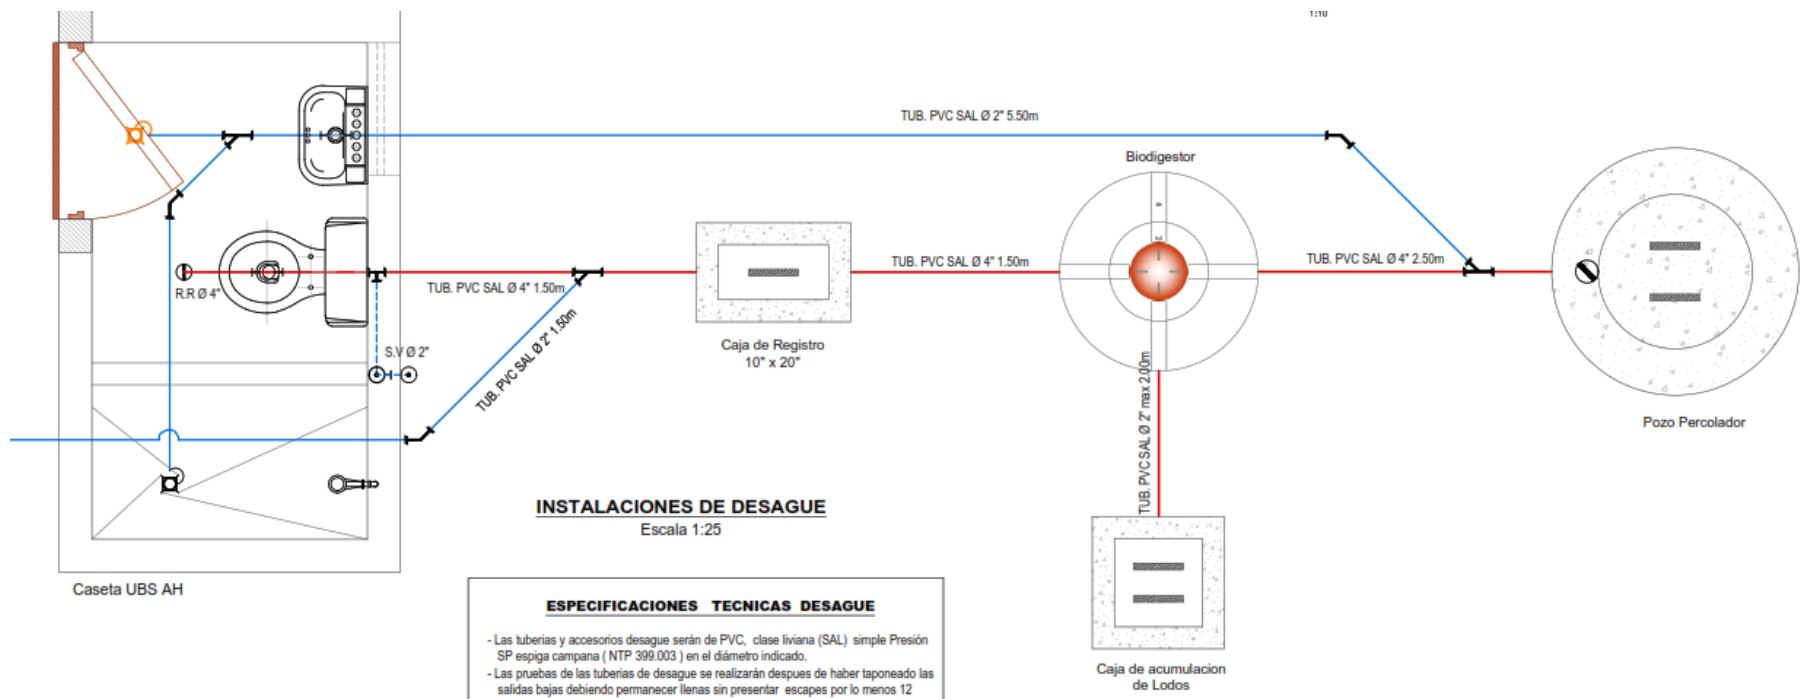 1:10
TUB. PVC SAL Ø 2" 5.50m
Biodigestor
R.R Ø 4"
TUB. PVC SAL Ø 4" 1.50m
TUB. PVC SAL Ø 4" 1.50m
TUB. PVC SAL Ø 4" 2.50m
TUB. PVC SAL Ø 2" 1.50m
S.V Ø 2"
Caja de Registro
10" x 20"
TUB. PVC SAL Ø 2" max 2.00m
Pozo Percolador
INSTALACIONES DE DESAGUE
Escala 1:25
Caseta UBS AH
ESPECIFICACIONES TECNICAS DESAGUE
- Las tuberias y accesorios desague serán de PVC, clase liviana (SAL) simple Presión
SP espiga campana ( NTP 399.003 ) en el diámetro indicado.
- Las pruebas de las tuberias de desague se realizarán despues de haber taponeado las
salidas bajas debiendo permanecer llenas sin presentar escapes por lo menos 12
Caja de acumulacion
de Lodos